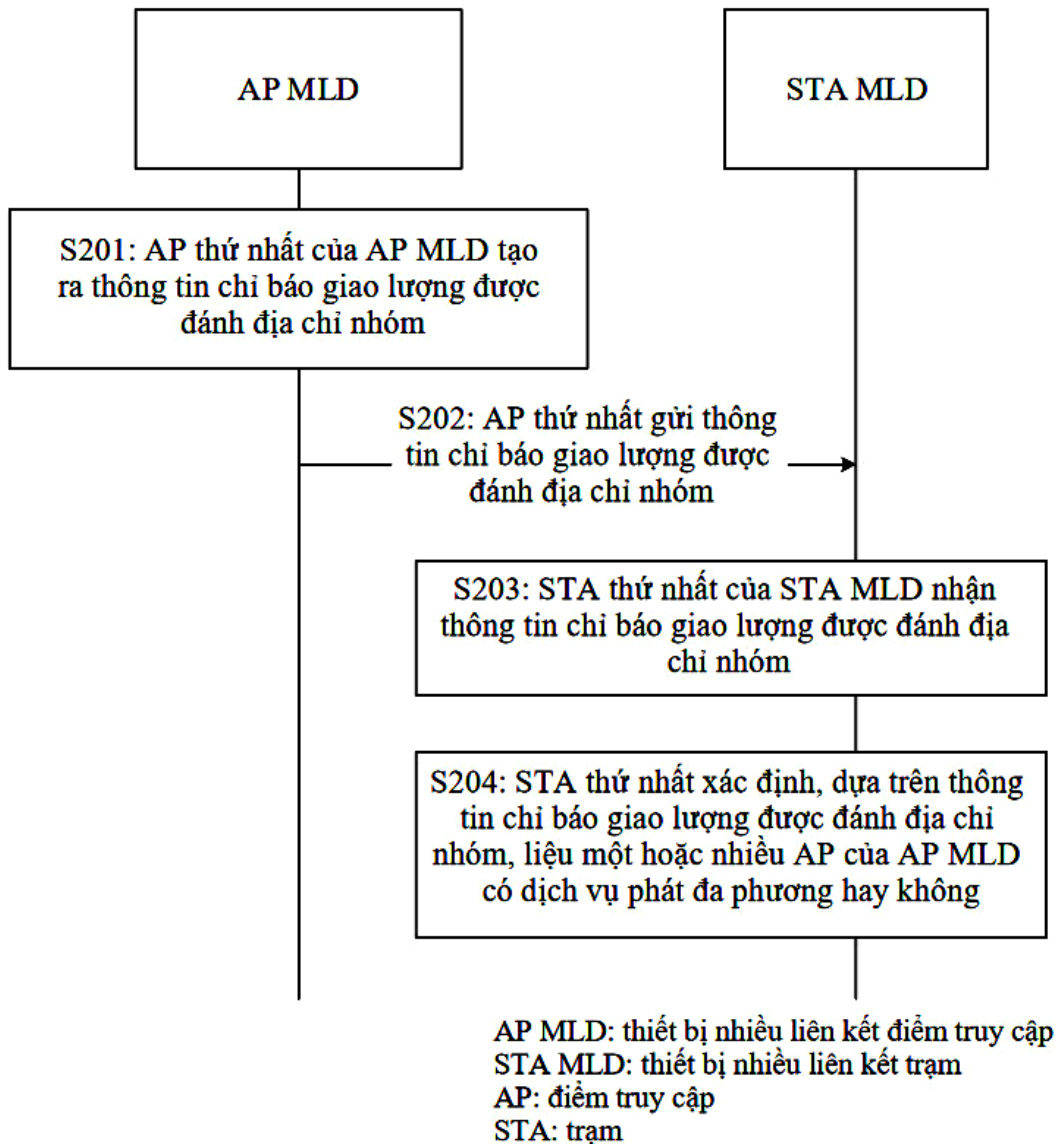 AP MLD
STA MLD
S201: AP thứ nhất của AP MLD tạo
ra thông tin chỉ báo giao lượng được
đánh địa chỉ nhóm
S202: AP thứ nhất gửi thông
tin chỉ báo giao lượng được
đánh địa chỉ nhóm
S203: STA thứ nhất của STA MLD nhận
thông tin chỉ báo giao lượng được đánh địa
chỉ nhóm
S204: STA thứ nhất xác định, dựa trên thông
tin chỉ báo giao lượng được đánh địa chỉ
nhóm, liệu một hoặc nhiều AP của AP MLD
có dịch vụ phát đa phương hay không
AP MLD: thiết bị nhiều liên kết điểm truy cập
STA MLD: thiết bị nhiều liên kết trạm
AP: điểm truy cập
STA: trạm